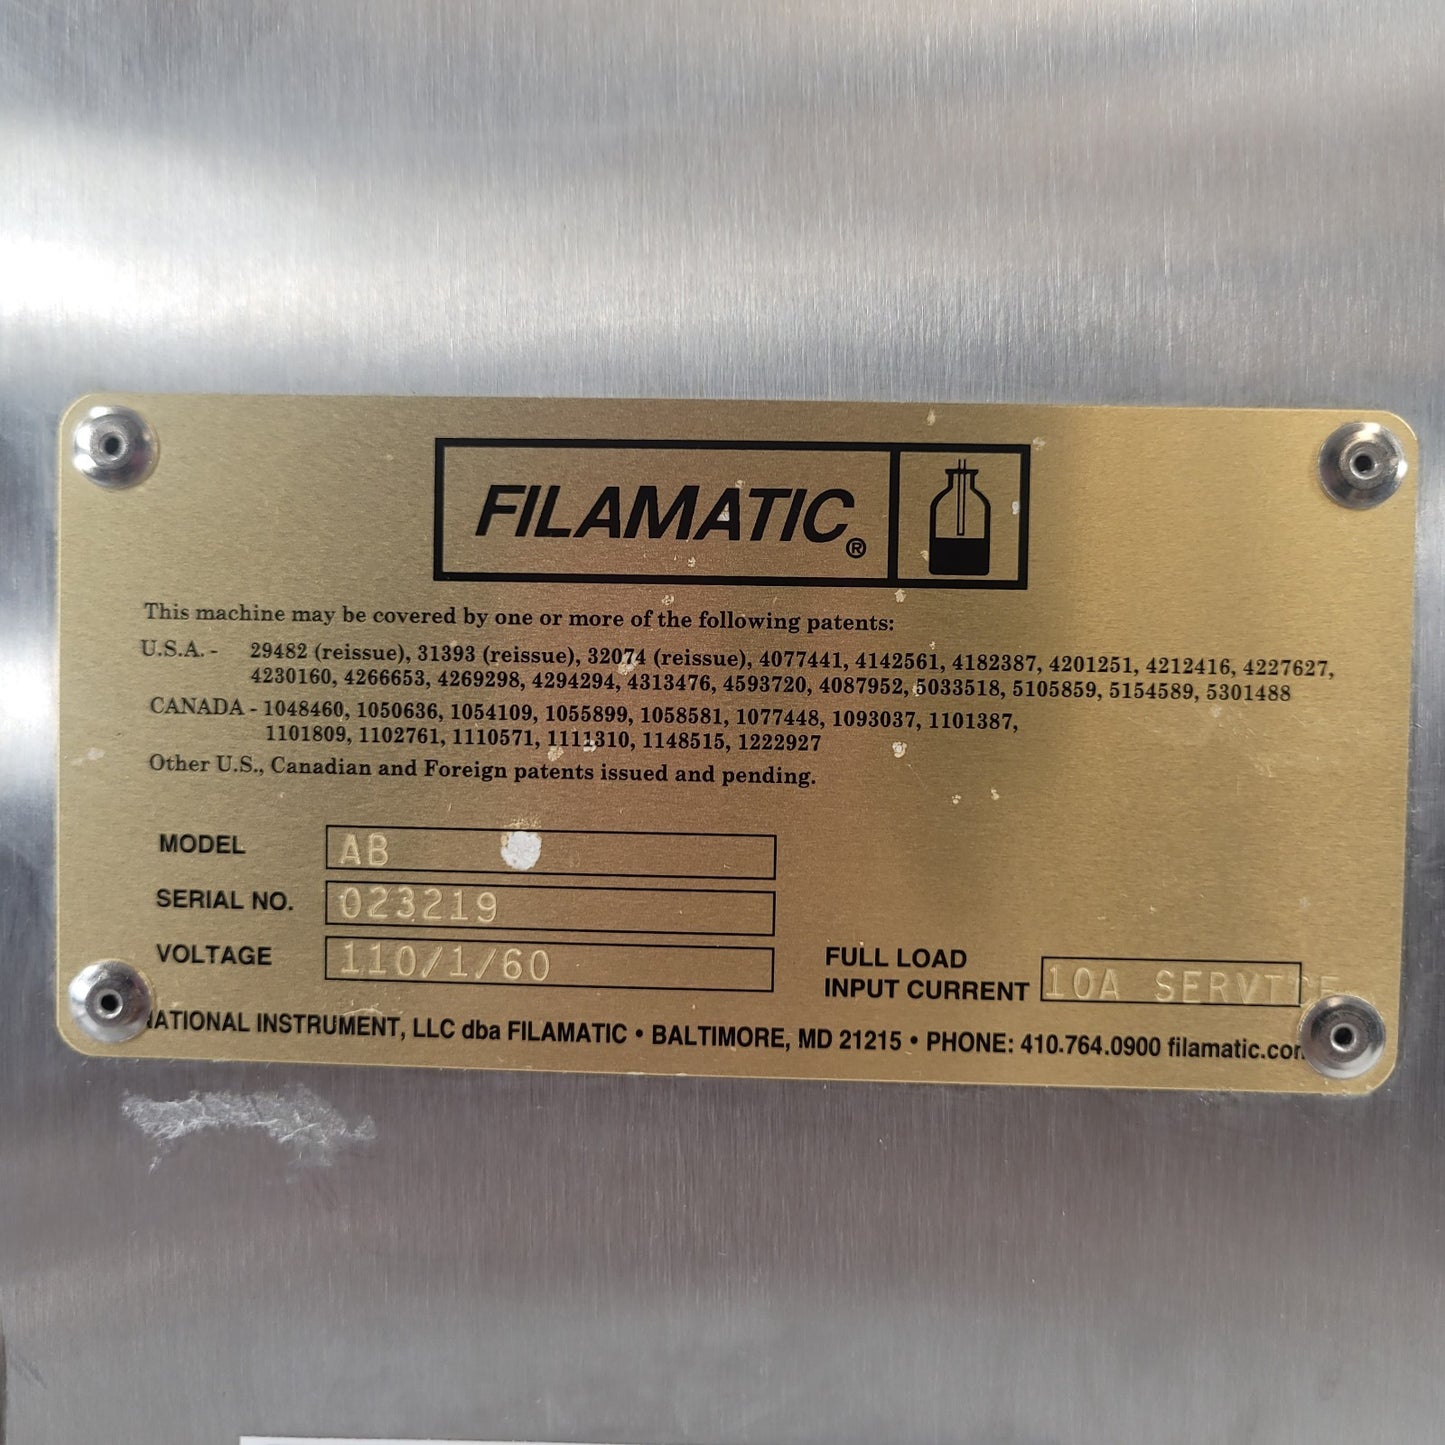 FILAMATIC®
This machine may be covered by one or more of the following patents:
U.S.A. - 29482 (reissue), 31393 (reissue), 32074 (reissue), 4077441, 4142561, 4182387, 4201251, 4212416, 4227627,
4230160, 4266653, 4269298, 4294294, 4313476, 4593720, 4087952, 5033518, 5105859, 5154589, 5301488
CANADA - 1048460, 1050636, 1054109, 1055899, 1058581, 1077448, 1093037, 1101387,
1101809, 1102761, 1110571, 1111310, 1148515, 1222927
Other U.S., Canadian and Foreign patents issued and pending.
MODEL AB
SERIAL NO. 023219
VOLTAGE 110/1/60
FULL LOAD
INPUT CURRENT 10A SERVICE
NATIONAL INSTRUMENT, LLC dba FILAMATIC • BALTIMORE, MD 21215 • PHONE: 410.764.0900 filamatic.com